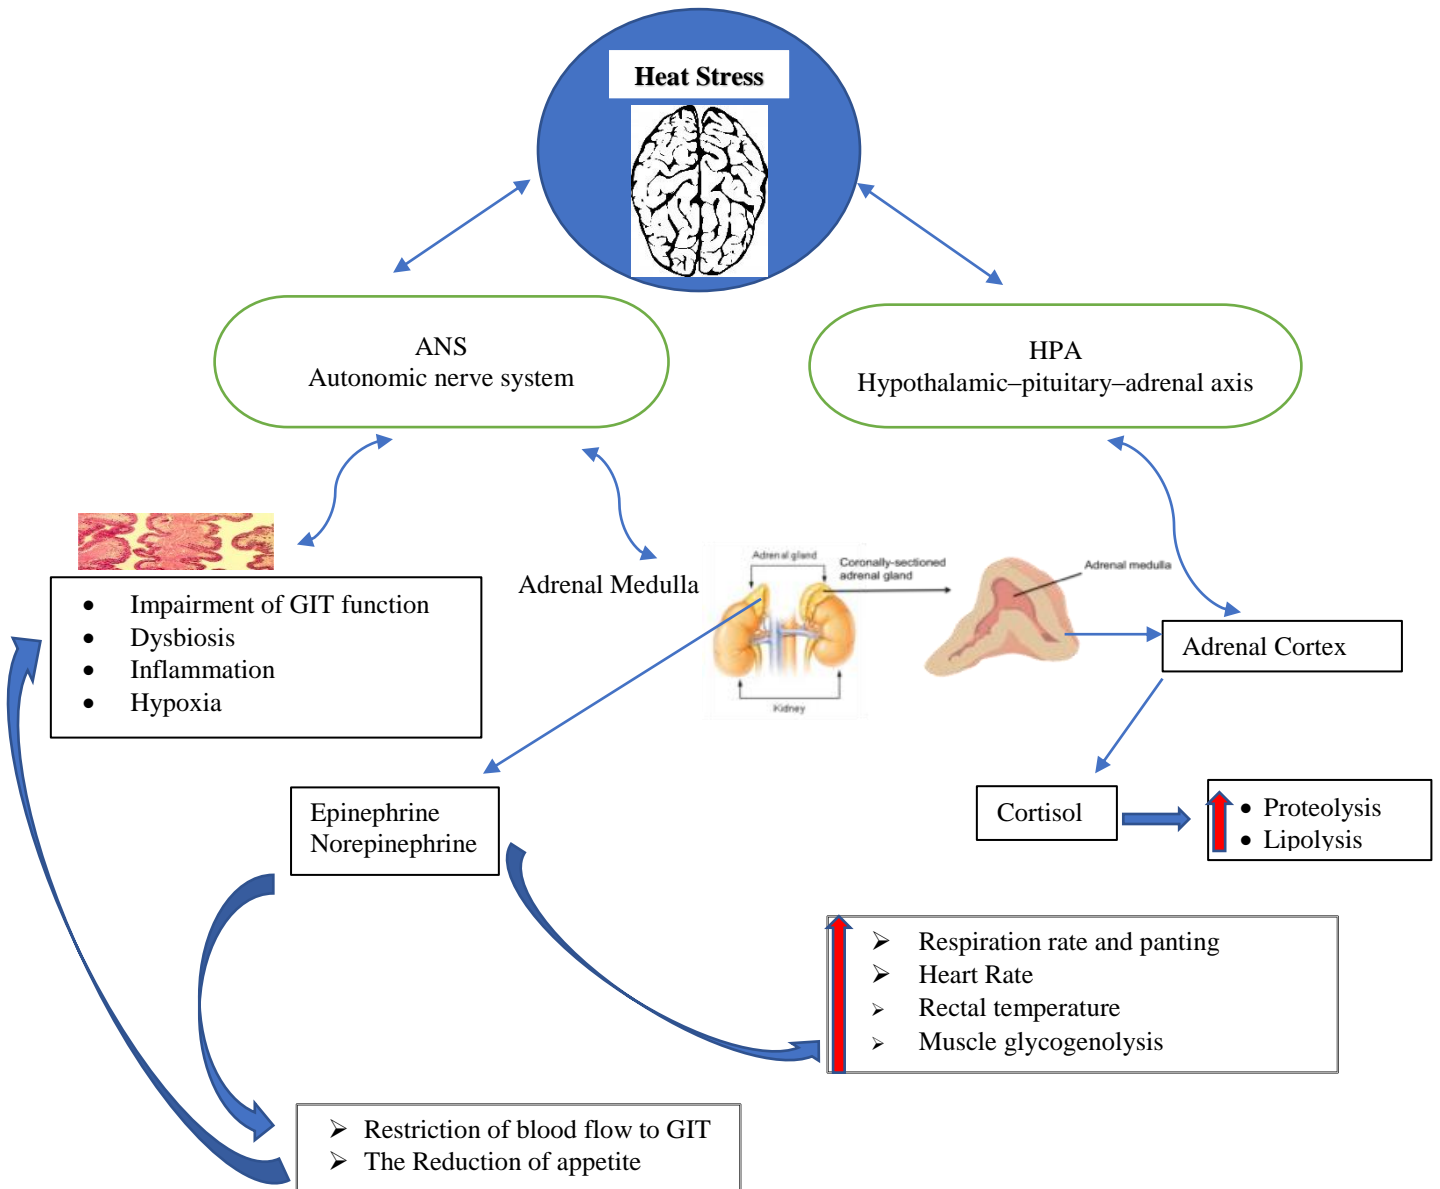 Heat Stress
ANS
Autonomic nerve system
HPA
Hypothalamic–pituitary–adrenal axis
Adrenal gland
Coronally-sectioned
adrenal gland
Adrenal medulla
Adrenal Medulla
Kidney
Adrenal Cortex
• Impairment of GIT function
• Dysbiosis
• Inflammation
• Hypoxia
Epinephrine
Norepinephrine
Cortisol
• Proteolysis
• Lipolysis
➢ Respiration rate and panting
➢ Heart Rate
➢ Rectal temperature
➢ Muscle glycogenolysis
➢ Restriction of blood flow to GIT
➢ The Reduction of appetite